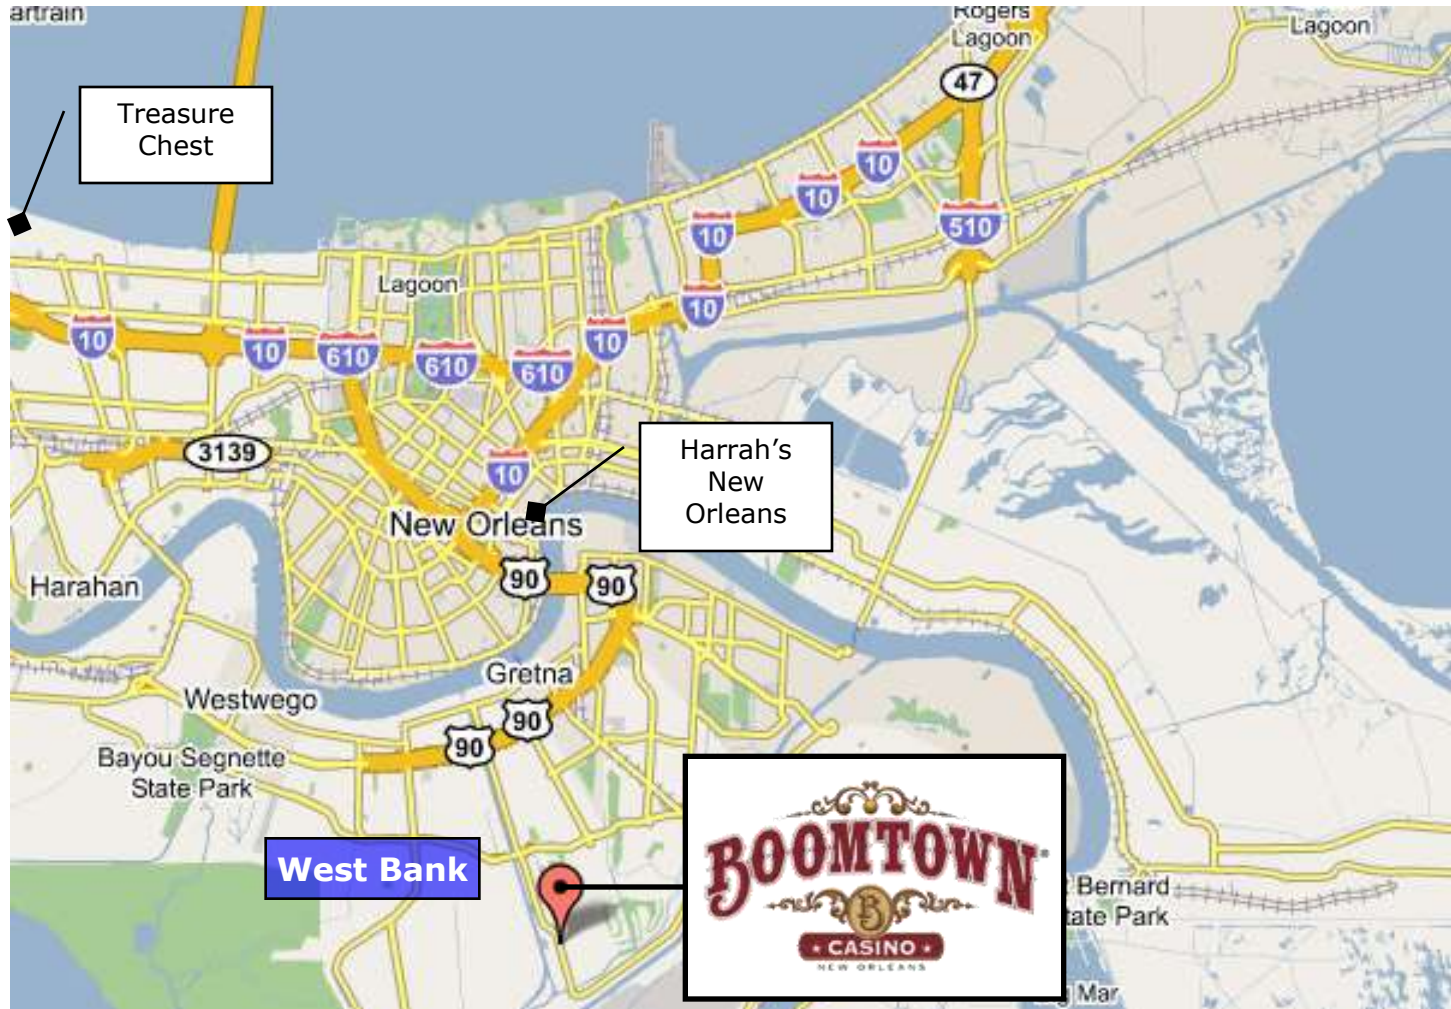 artrain
Rogers
Lagoon
Lagoon
47
Treasure
Chest
10
10
510
10
Lagoon
10
10
10
610
610
610
10
3139
10
Harrah’s
New
Orleans
New Orleans
90
90
Harahan
Gretna
Westwego
90
90
Bayou Segnette
State Park
West Bank
BOOMTOWN®
B
CASINO
NEW ORLEANS
Bernard
tate Park
Mar